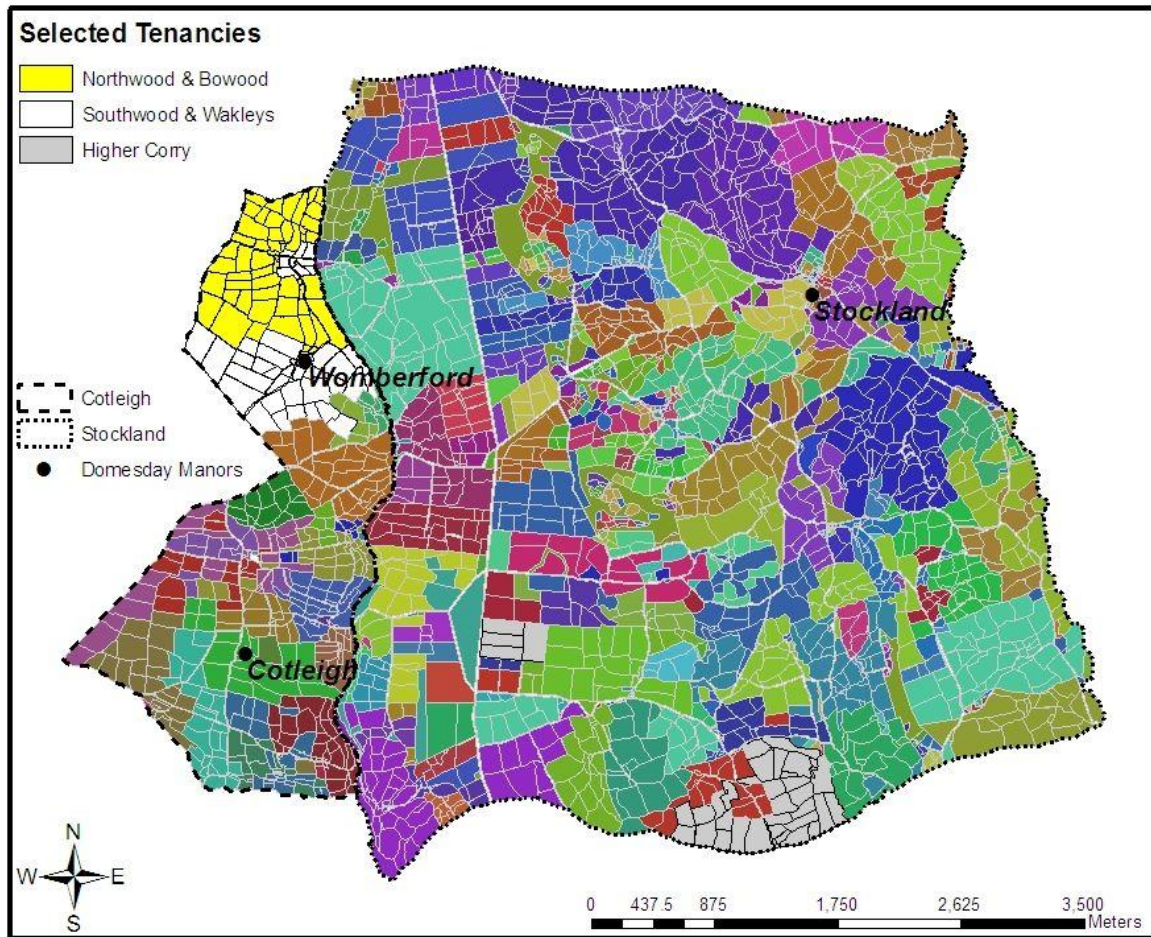 Selected Tenancies
Northwood & Bowood
Southwood & Wakleys
Higher Corry
Stockland
Womberford
Cotleigh
Stockland
Domesday Manors
Cotleigh
N
W E
S
0 437.5 875 1,750 2,625 3,500
Meters